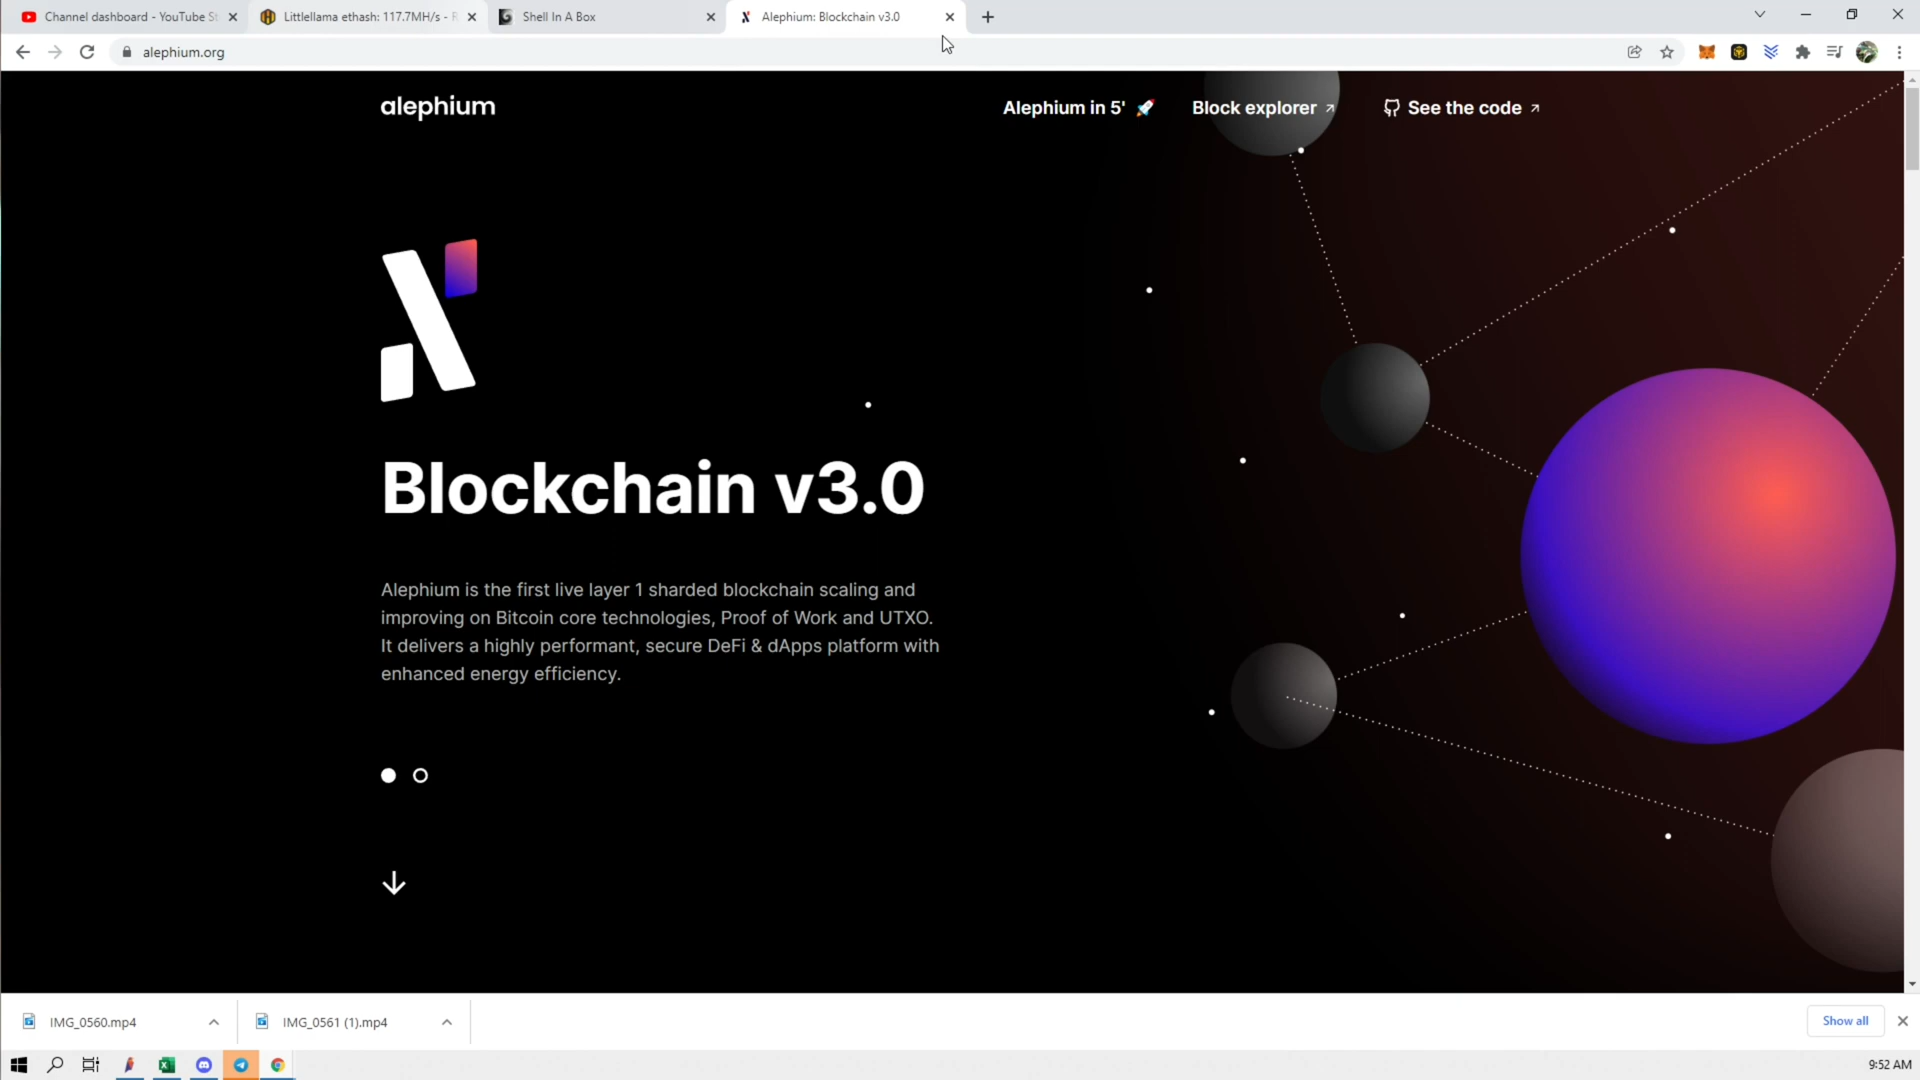 Channel dashboard - YouTube St
Littlellama ethash: 117.7MH/s - R
Shell In A Box
Alephium: Blockchain v3.0
alephium.org
alephium
Alephium in 5' 🚀
Block explorer ↗
See the code ↗
Blockchain v3.0
Alephium is the first live layer 1 sharded blockchain scaling and
improving on Bitcoin core technologies, Proof of Work and UTXO.
It delivers a highly performant, secure DeFi & dApps platform with
enhanced energy efficiency.
IMG_0560.mp4
IMG_0561 (1).mp4
Show all
9:52 AM